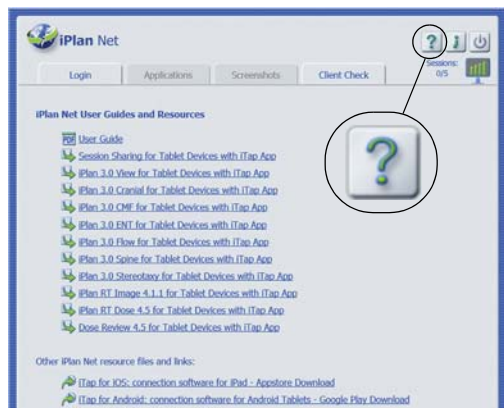 iPlan Net
?
i
Sessions:
0/5
Login
Applications
Screenshots
Client Check
iPlan Net User Guides and Resources
PDF User Guide
Session Sharing for Tablet Devices with iTap App
iPlan 3.0 View for Tablet Devices with iTap App
iPlan 3.0 Cranial for Tablet Devices with iTap App
iPlan 3.0 CMF for Tablet Devices with iTap App
iPlan 3.0 ENT for Tablet Devices with iTap App
iPlan 3.0 Flow for Tablet Devices with iTap App
iPlan 3.0 Spine for Tablet Devices with iTap App
iPlan 3.0 Stereotaxy for Tablet Devices with iTap App
iPlan RT Image 4.1.1 for Tablet Devices with iTap App
iPlan RT Dose 4.5 for Tablet Devices with iTap App
Dose Review 4.5 for Tablet Devices with iTap App
?
Other iPlan Net resource files and links:
iTap for iOS: connection software for iPad - Appstore Download
iTap for Android: connection software for Android Tablets - Google Play Download